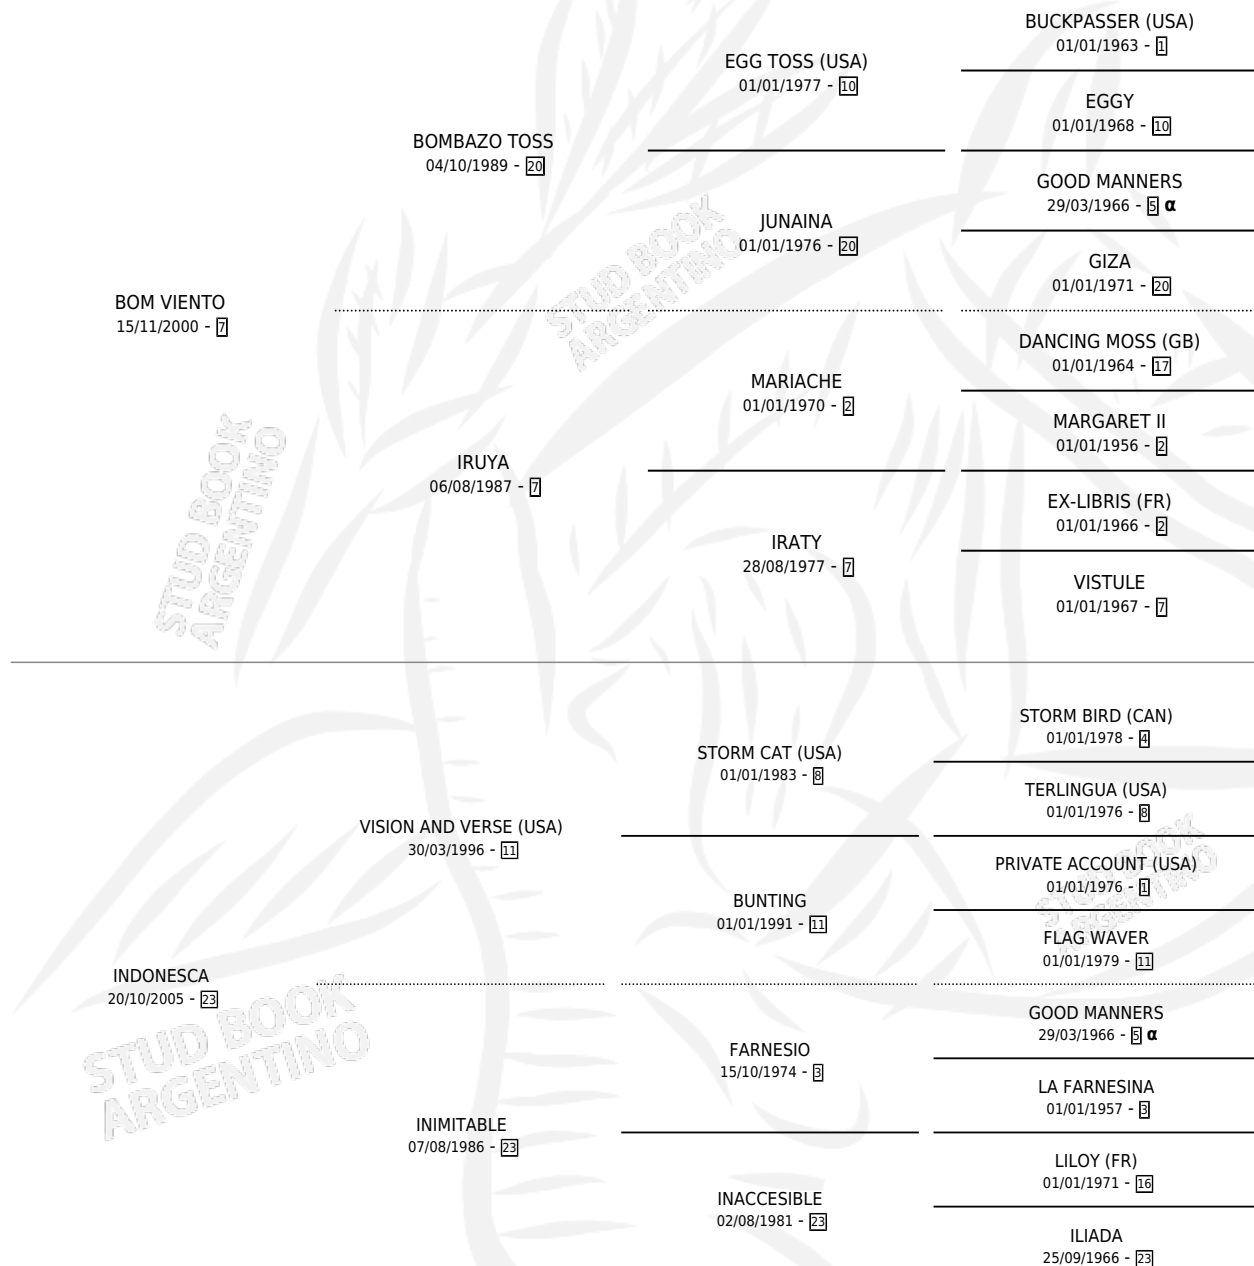 BUCKPASSER (USA)
01/01/1963 - 1
EGG TOSS (USA)
01/01/1977 - 10
EGGY
01/01/1968 - 10
BOMBAZO TOSS
04/10/1989 - 20
GOOD MANNERS
29/03/1966 - 5 α
JUNAINA
01/01/1976 - 20
GIZA
01/01/1971 - 20
BOM VIENTO
15/11/2000 - 7
DANCING MOSS (GB)
01/01/1964 - 17
MARIACHE
01/01/1970 - 2
MARGARET II
01/01/1956 - 2
IRUYA
06/08/1987 - 7
EX-LIBRIS (FR)
01/01/1966 - 2
IRATY
28/08/1977 - 7
VISTULE
01/01/1967 - 7
STORM BIRD (CAN)
01/01/1978 - 4
STORM CAT (USA)
01/01/1983 - 8
TERLINGUA (USA)
01/01/1976 - 8
VISION AND VERSE (USA)
30/03/1996 - 11
PRIVATE ACCOUNT (USA)
01/01/1976 - 1
BUNTING
01/01/1991 - 11
FLAG WAVER
01/01/1979 - 11
INDONESCA
20/10/2005 - 23
GOOD MANNERS
29/03/1966 - 5 α
FARNESIO
15/10/1974 - 3
LA FARNESINA
01/01/1957 - 3
INIMITABLE
07/08/1986 - 23
LILOY (FR)
01/01/1971 - 16
INACCESIBLE
02/08/1981 - 23
ILIADA
25/09/1966 - 23
STUD BOOK
ARGENTINO
STUD BOOK
ARGENTINO
STUD BOOK
ARGENTINO
STUD BOOK
ARGENTINO